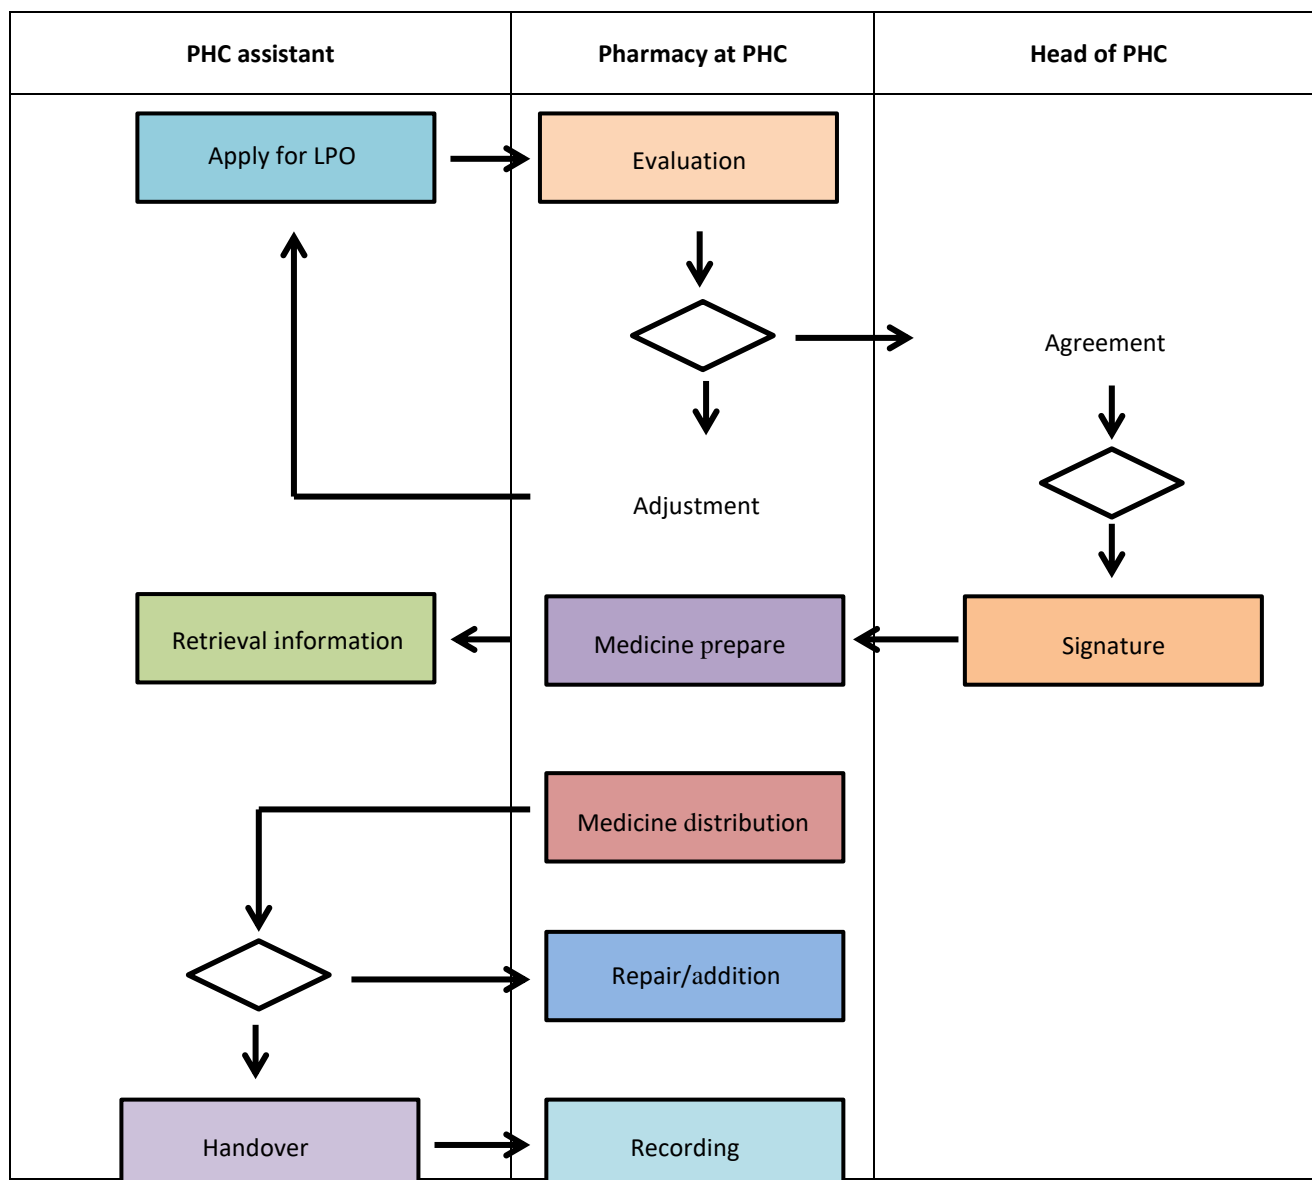 PHC assistant
Pharmacy at PHC
Head of PHC
Apply for LPO
Evaluation
Agreement
Adjustment
Retrieval information
Medicine prepare
Signature
Medicine distribution
Repair/addition
Handover
Recording